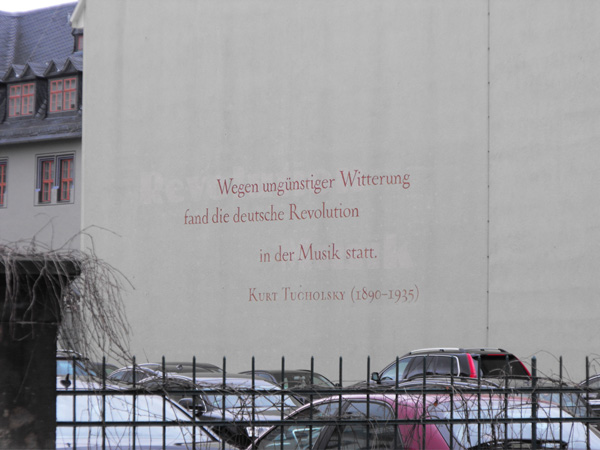 Wegen ungünstiger Witterung
fand die deutsche Revolution
in der Musik statt.
Kurt Tucholsky (1890–1935)